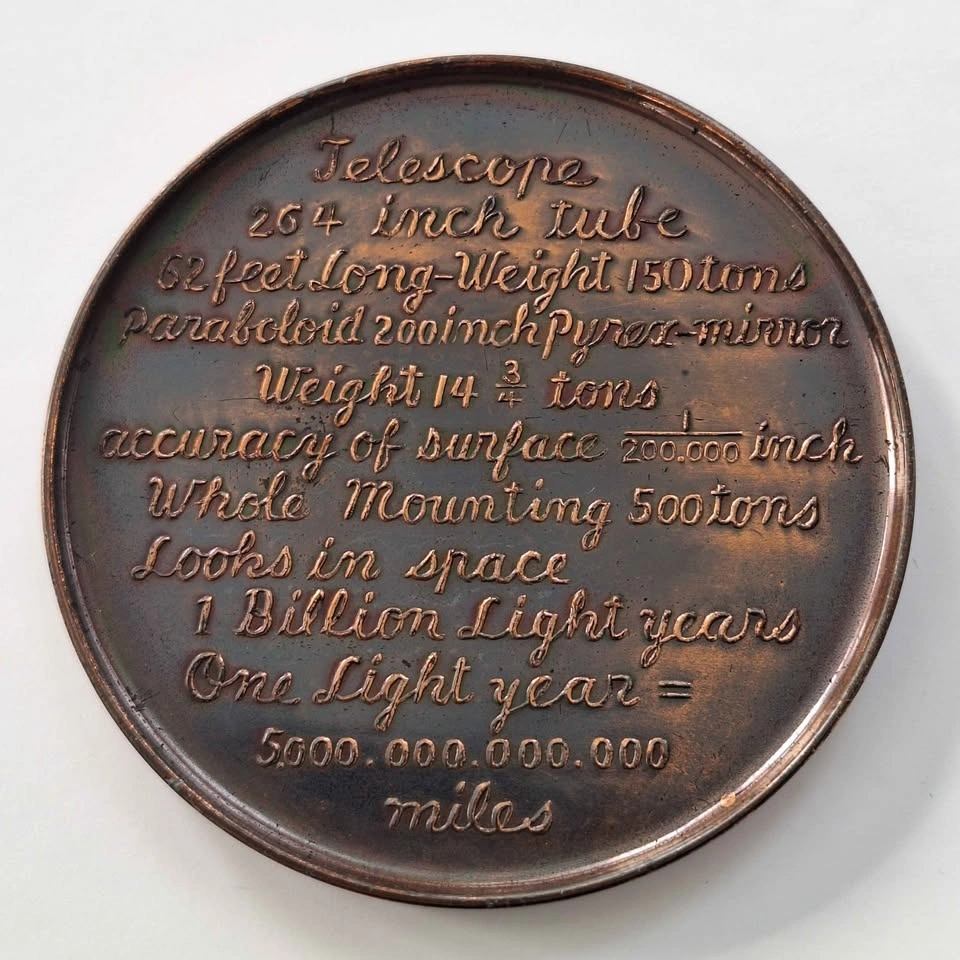 Telescope
264 inch tube
62 feet Long-Weight 150 tons
Paraboloid 200 inch Pyrex-mirror
Weight 14 3/4 tons
accuracy of surface 1/200.000 inch
Whole Mounting 500 tons
Looks in space
1 Billion Light years
One Light year =
5.000.000.000.000
miles